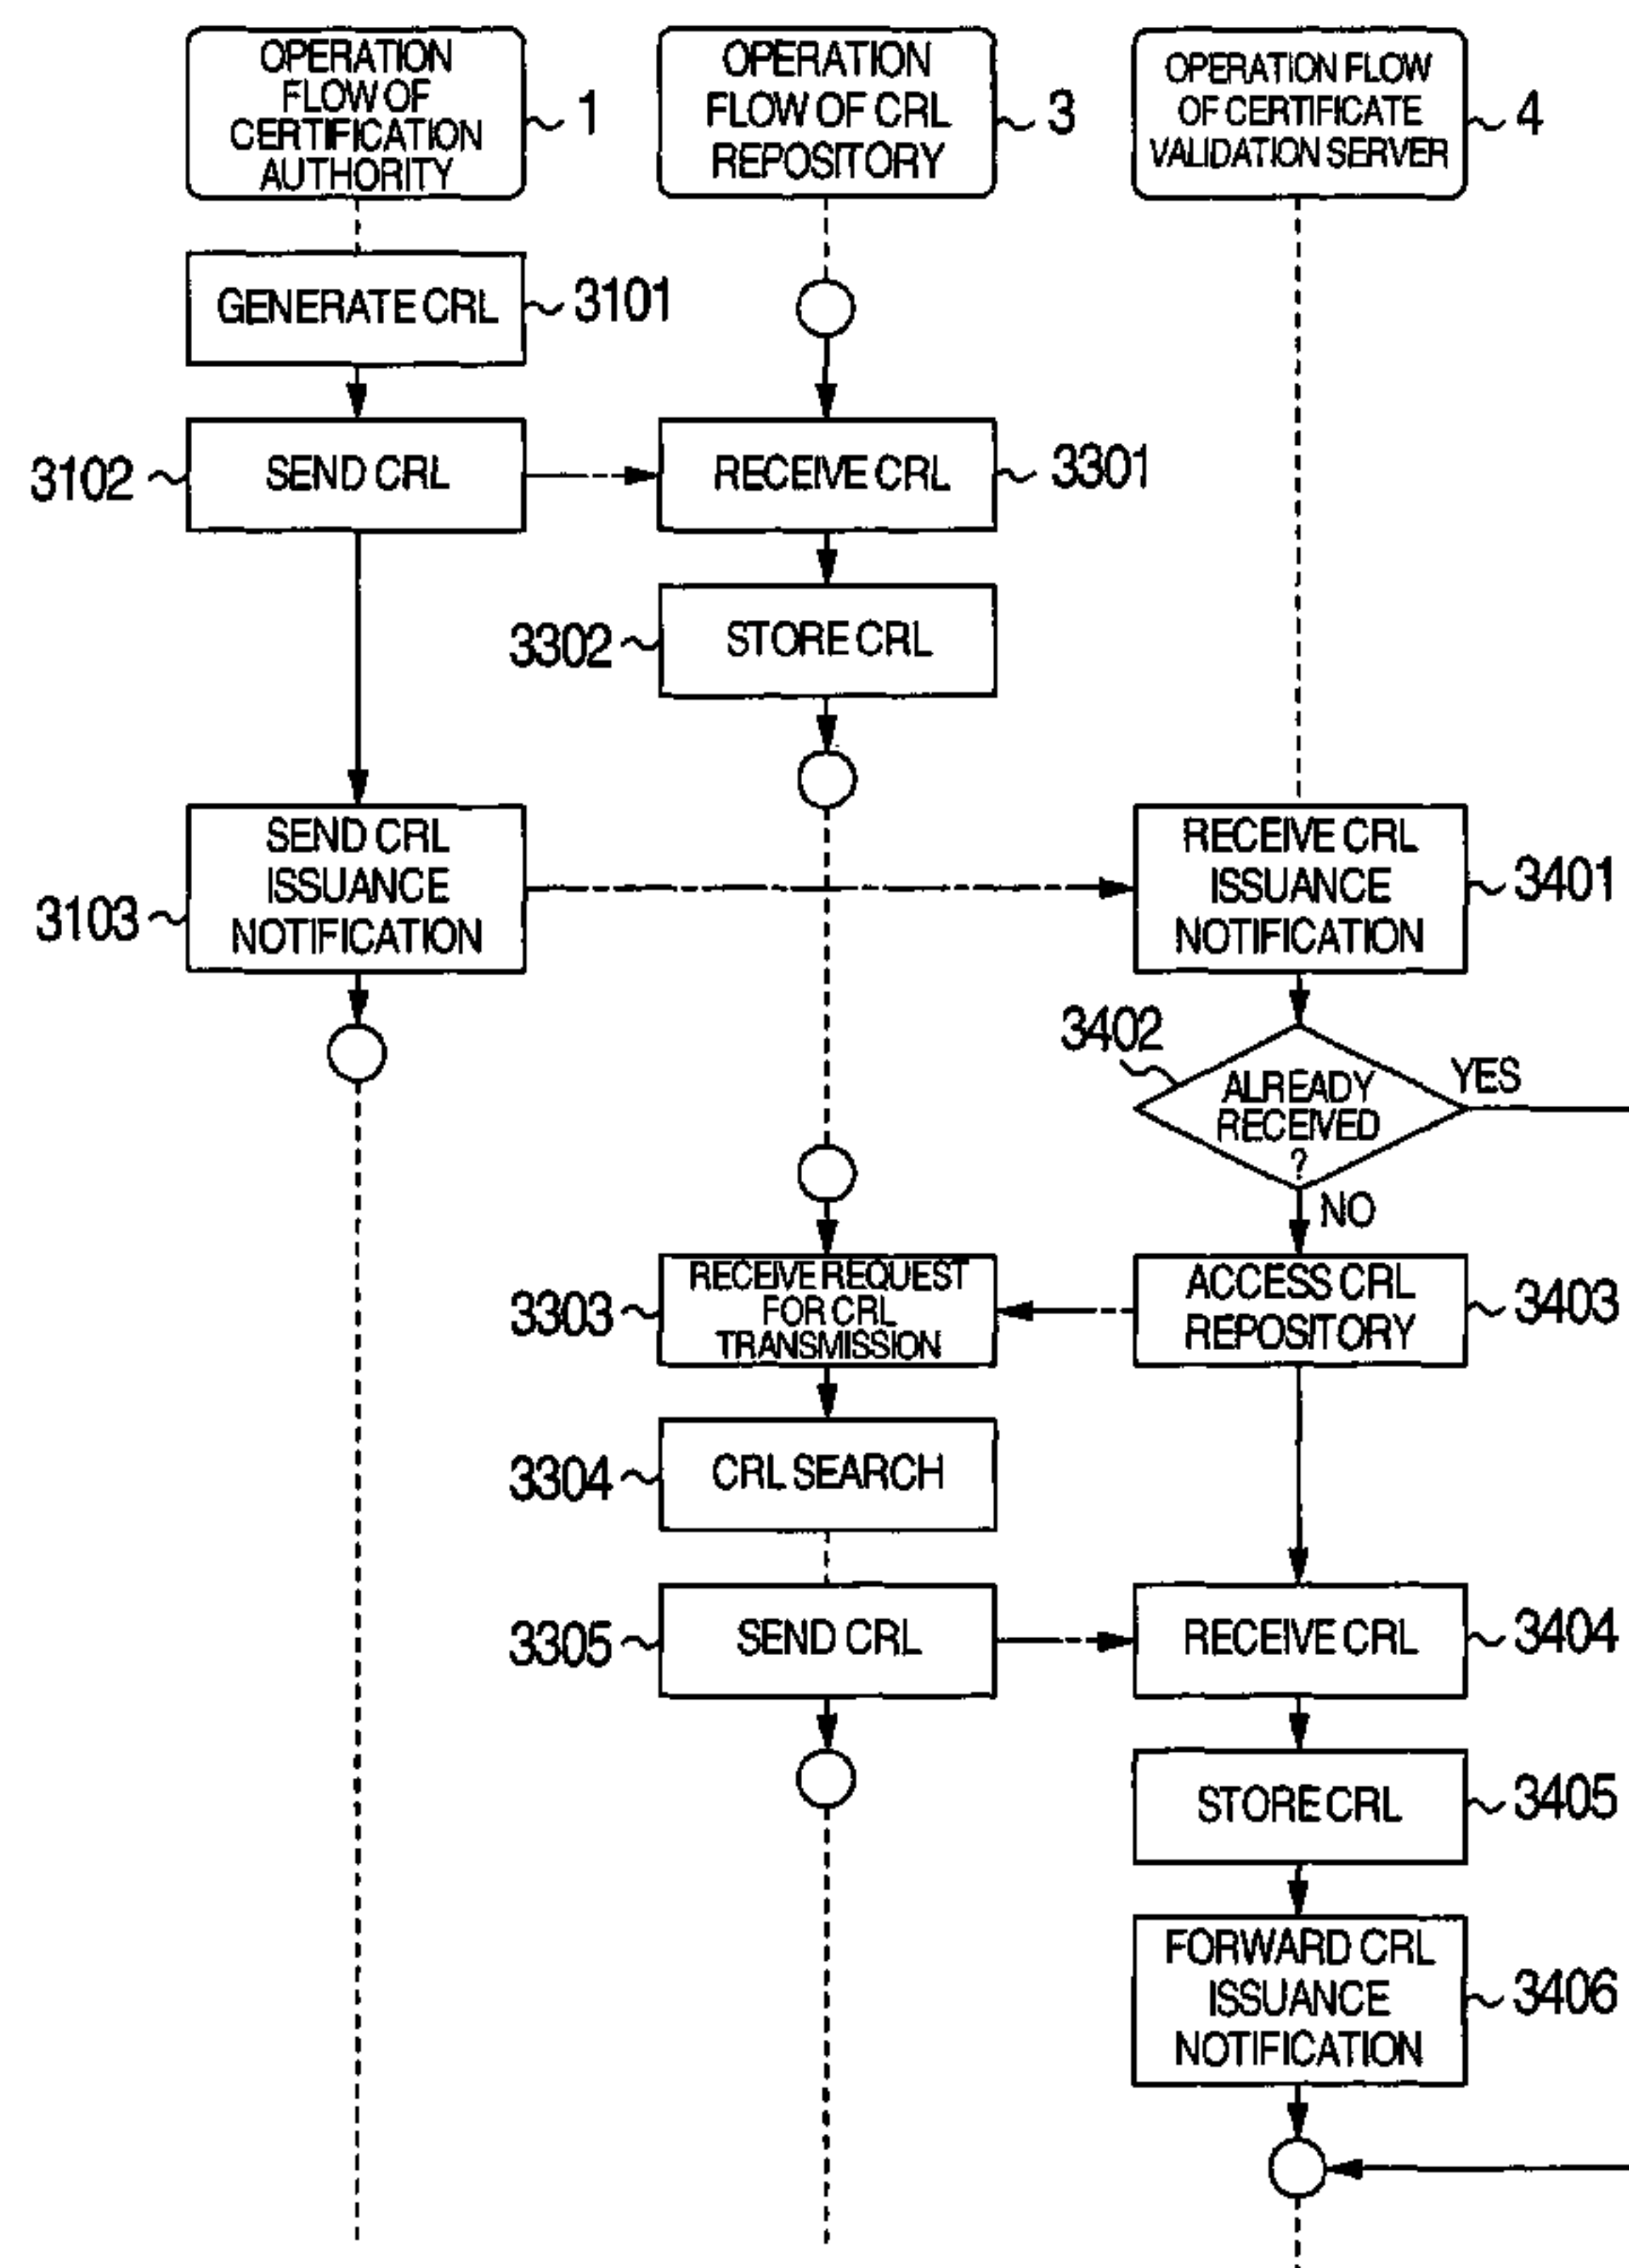 OPERATION
FLOW OF
CERTIFICATION
AUTHORITY
1
OPERATION
FLOW OF CRL
REPOSITORY
3
OPERATION FLOW
OF CERTIFICATE
VALIDATION SERVER
4
GENERATE CRL
3101
3102
SEND CRL
RECEIVE CRL
3301
3302
STORE CRL
3103
SEND CRL
ISSUANCE
NOTIFICATION
RECEIVE CRL
ISSUANCE
NOTIFICATION
3401
3402
ALREADY
RECEIVED
?
YES
NO
3303
RECEIVE REQUEST
FOR CRL
TRANSMISSION
ACCESS CRL
REPOSITORY
3403
3304
CRL SEARCH
3305
SEND CRL
RECEIVE CRL
3404
STORE CRL
3405
FORWARD CRL
ISSUANCE
NOTIFICATION
3406